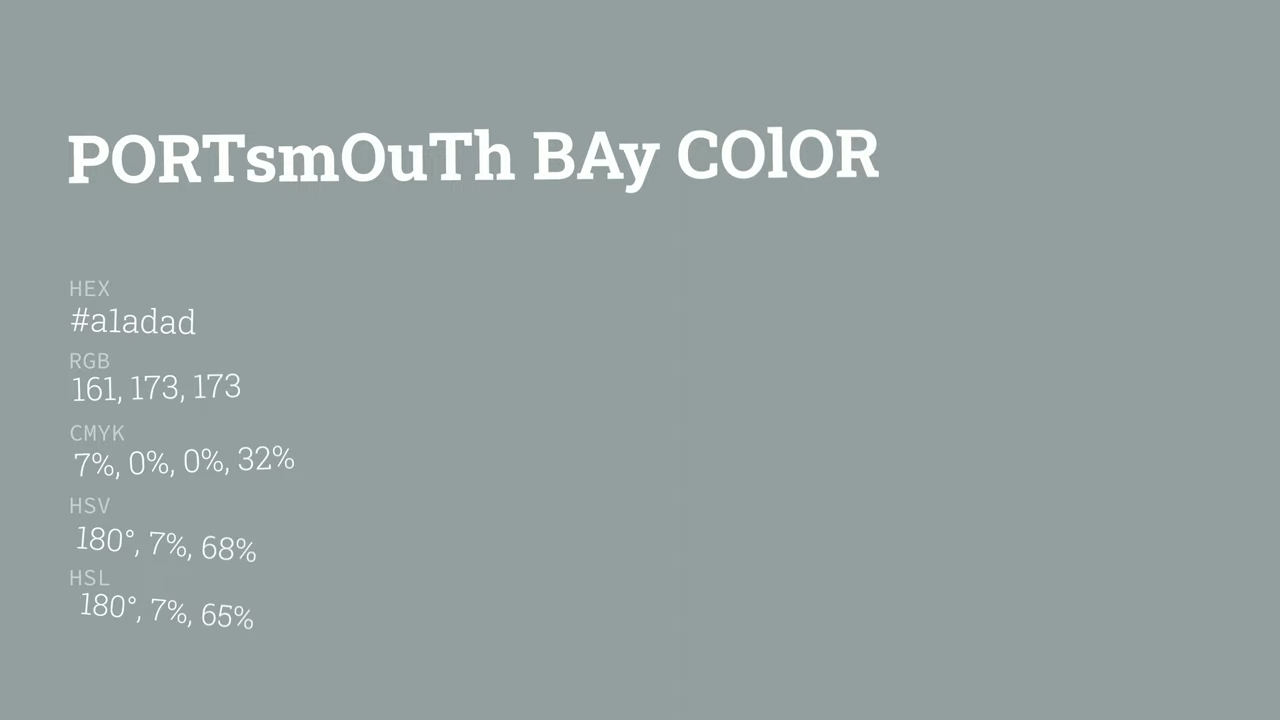 PORTsmOuTh BAy COlOR
HEX
#a1adad
RGB
161, 173, 173
CMYK
7%, 0%, 0%, 32%
HSV
180°, 7%, 68%
HSL
180°, 7%, 65%